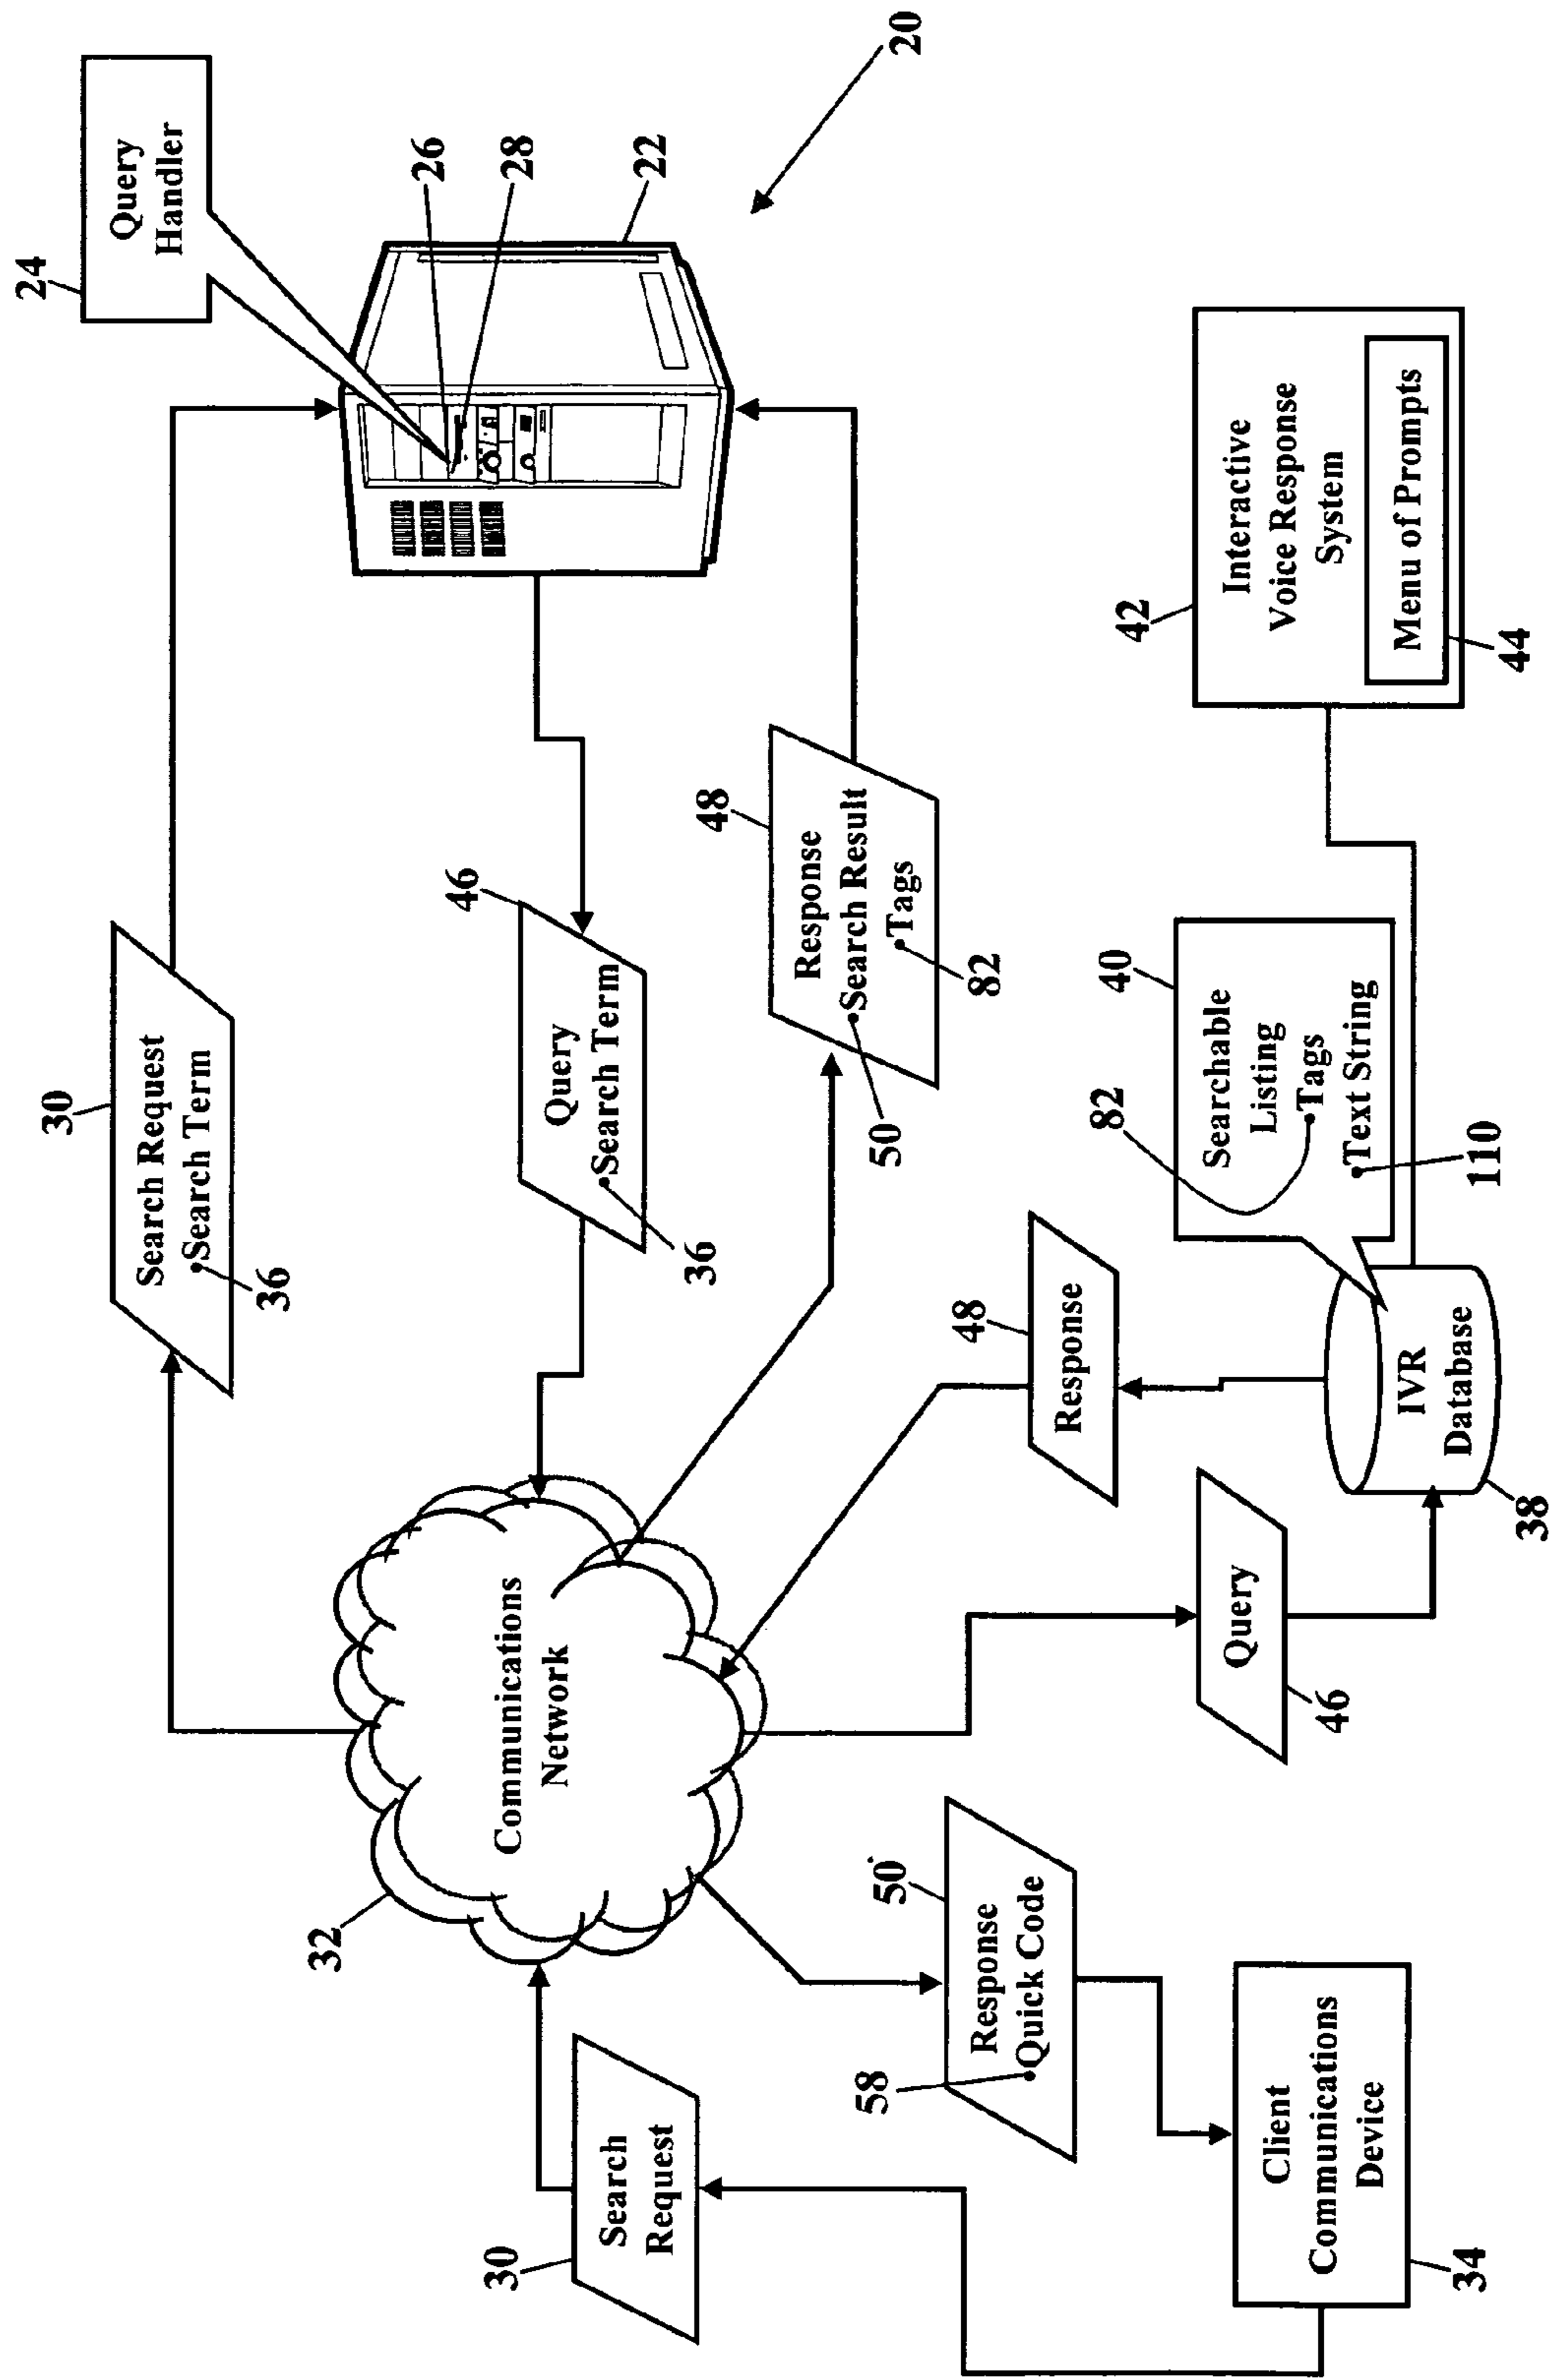 24
Query
Handler
30
Search Request
•Search Term
36
26
28
22
20
32
Communications
Network
46
Query
•Search Term
36
48
Response
•Search Result
•Tags
50
82
30
Search
Request
50
Response
•Quick Code
58
48
Response
Query
46
82
40
Searchable
Listing
•Tags
•Text String
110
42
Interactive
Voice Response
System
Menu of Prompts
44
Client
Communications
Device
34
IVR
Database
38